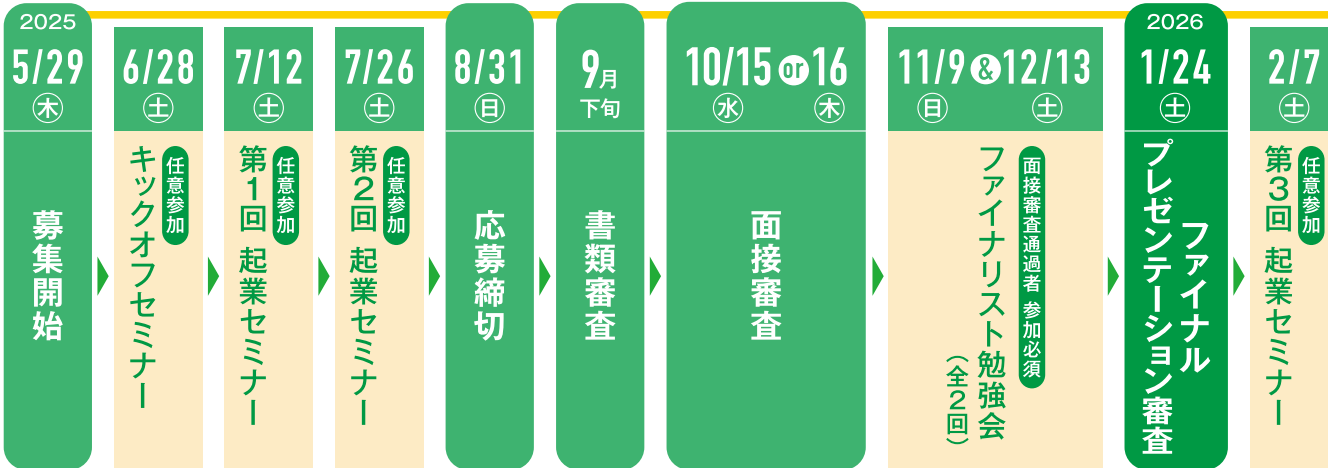 2025
5/29
木
募集開始
6/28
土
任意参加
キックオフセミナー
7/12
土
任意参加
第1回 起業セミナー
7/26
土
任意参加
第2回 起業セミナー
8/31
日
応募締切
9月
下旬
書類審査
10/15 or 16
水 木
面接審査
11/9 & 12/13
日 土
面接審査通過者 参加必須
ファイナリスト勉強会
(全2回)
2026
1/24
土
ファイナル
プレゼンテーション審査
2/7
土
任意参加
第3回 起業セミナー